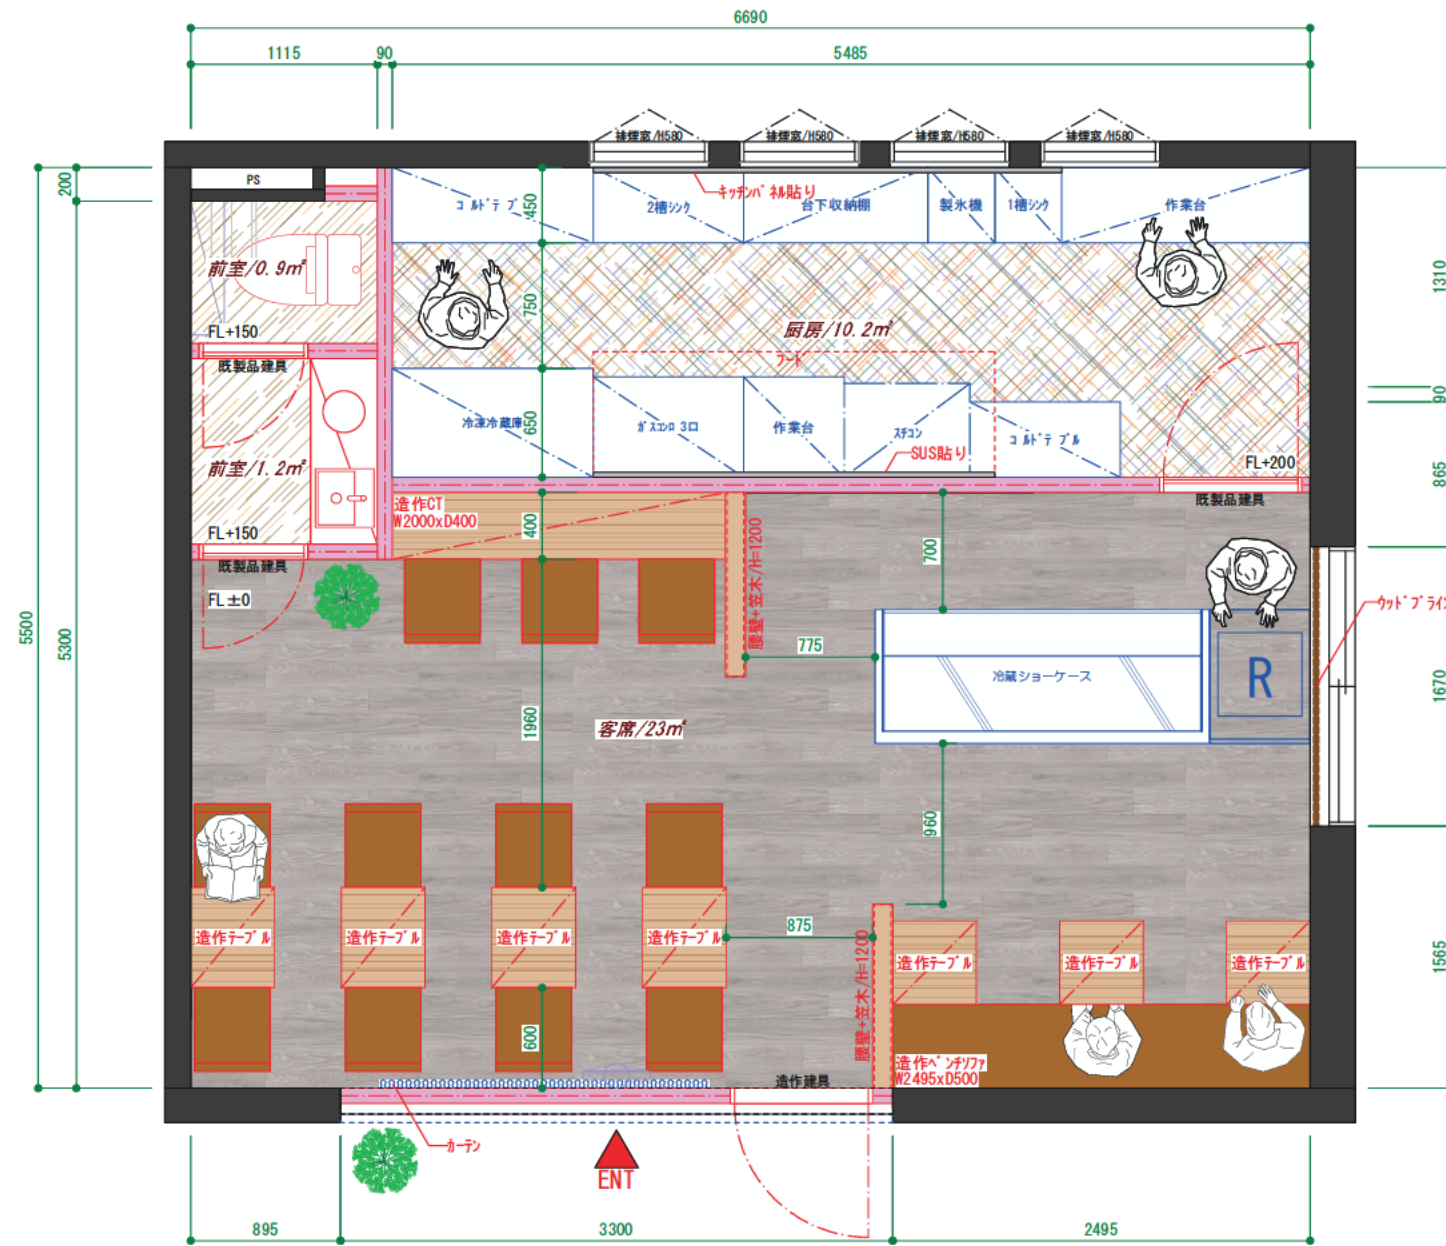 6690
1115
90
5485
排煙窓/H580
排煙窓/H580
排煙窓/H580
排煙窓/H580
PS
キッチンパネル貼り
コールドテーブル
2槽シンク
台下収納棚
製氷機
1槽シンク
作業台
450
200
前室/0.9㎡
750
厨房/10.2㎡
1310
FL+150
既製品建具
フード
冷凍冷蔵庫
650
ガスコンロ 3口
作業台
スチコン
コールドテーブル
90
前室/1.2㎡
SUS貼り
FL+200
865
造作CT
W2000xD400
既製品建具
FL+150
400
腰壁+笠木/H=1200
700
既製品建具
FL±0
ウッドブライン
5500
5300
775
冷蔵ショーケース
R
1670
1960
客席/23㎡
960
造作テーブル
造作テーブル
造作テーブル
造作テーブル
875
腰壁+笠木/H=1200
造作テーブル
造作テーブル
造作テーブル
1565
600
造作ベンチソファ
W2495xD500
造作建具
カーテン
ENT
895
3300
2495